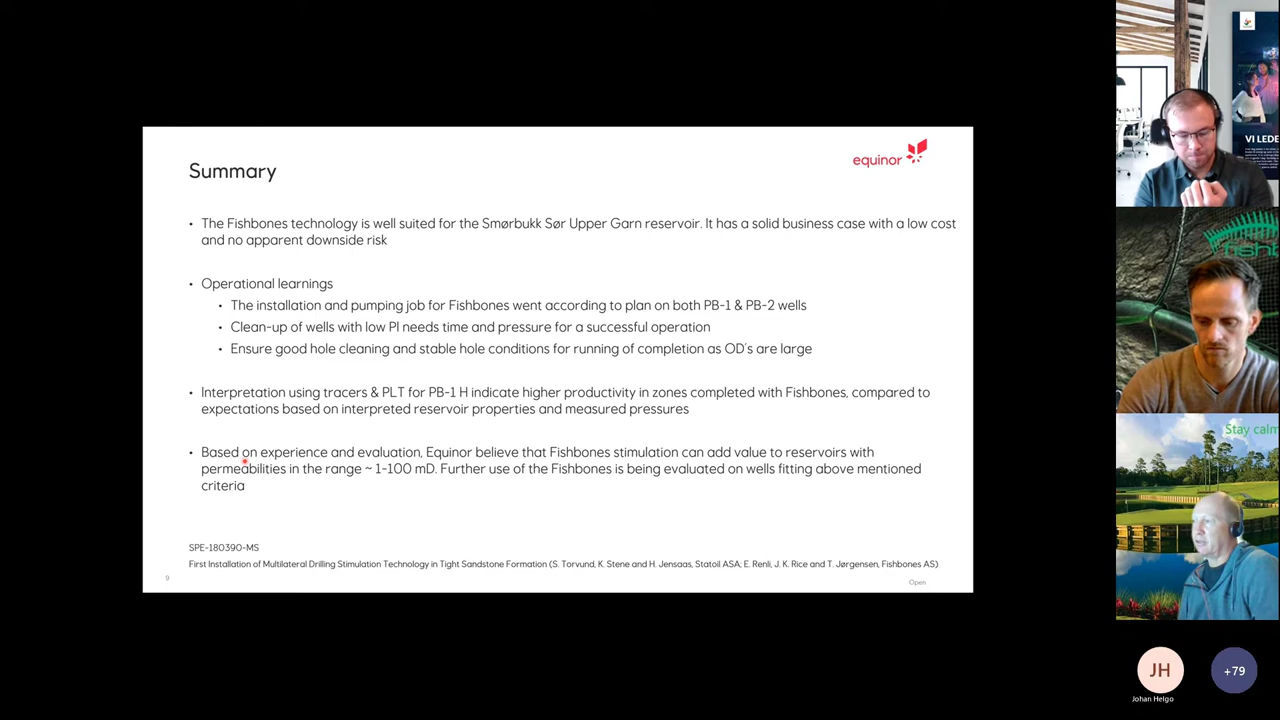 Summary
equinor
• The Fishbones technology is well suited for the Smørbukk Sør Upper Garn reservoir. It has a solid business case with a low cost
and no apparent downside risk
• Operational learnings
• The installation and pumping job for Fishbones went according to plan on both PB-1 & PB-2 wells
• Clean-up of wells with low PI needs time and pressure for a successful operation
• Ensure good hole cleaning and stable hole conditions for running of completion as OD's are large
• Interpretation using tracers & PLT for PB-1 H indicate higher productivity in zones completed with Fishbones, compared to
expectations based on interpreted reservoir properties and measured pressures
• Based on experience and evaluation, Equinor believe that Fishbones stimulation can add value to reservoirs with
permeabilities in the range ~ 1-100 mD. Further use of the Fishbones is being evaluated on wells fitting above mentioned
criteria
SPE-180390-MS
First Installation of Multilateral Drilling Stimulation Technology in Tight Sandstone Formation (S. Torvund, K. Stene and H. Jensaas, Statoil ASA; E. Renli, J. K. Rice and T. Jørgensen, Fishbones AS)
9
Open
VI LEDE
fishb
Stay calm
JH
+79
Johan Helgo